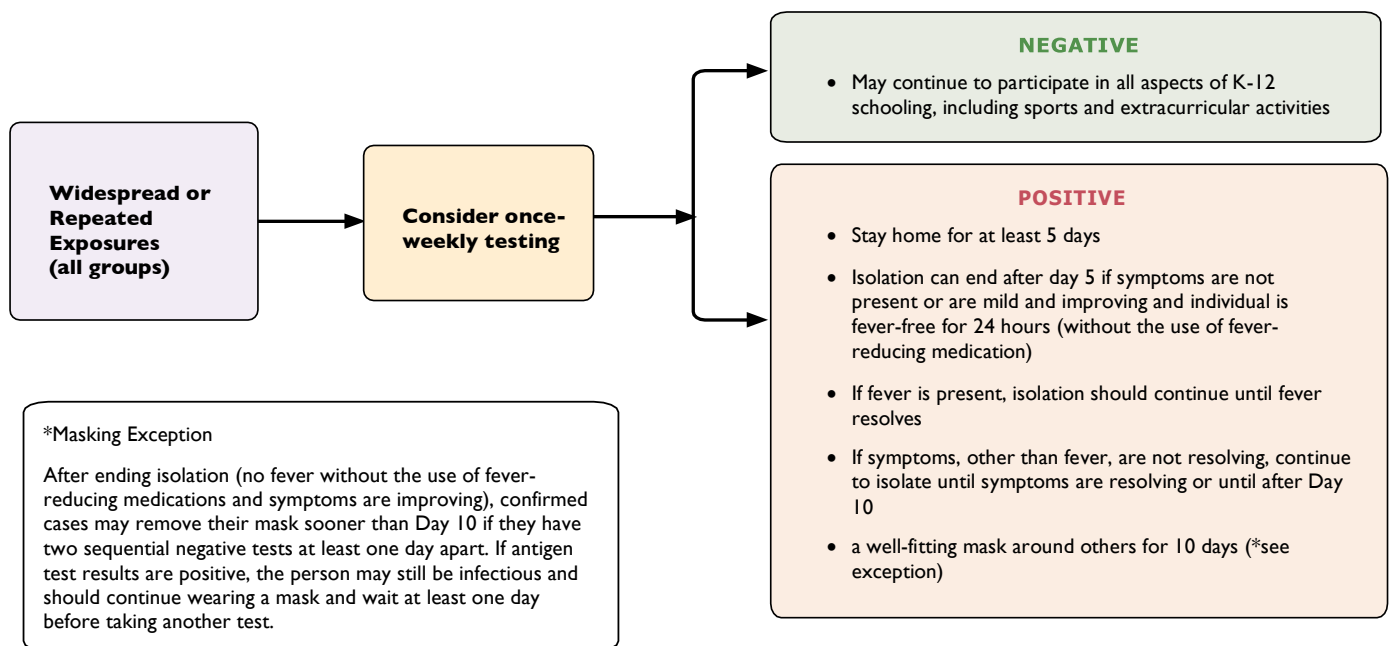 Widespread or
Repeated
Exposures
(all groups)
Consider once-
weekly testing
NEGATIVE
• May continue to participate in all aspects of K-12
schooling, including sports and extracurricular activities
POSITIVE
• Stay home for at least 5 days
• Isolation can end after day 5 if symptoms are not
present or are mild and improving and individual is
fever-free for 24 hours (without the use of fever-
reducing medication)
• If fever is present, isolation should continue until fever
resolves
• If symptoms, other than fever, are not resolving, continue
to isolate until symptoms are resolving or until after Day
10
• a well-fitting mask around others for 10 days (*see
exception)
*Masking Exception
After ending isolation (no fever without the use of fever-
reducing medications and symptoms are improving), confirmed
cases may remove their mask sooner than Day 10 if they have
two sequential negative tests at least one day apart. If antigen
test results are positive, the person may still be infectious and
should continue wearing a mask and wait at least one day
before taking another test.